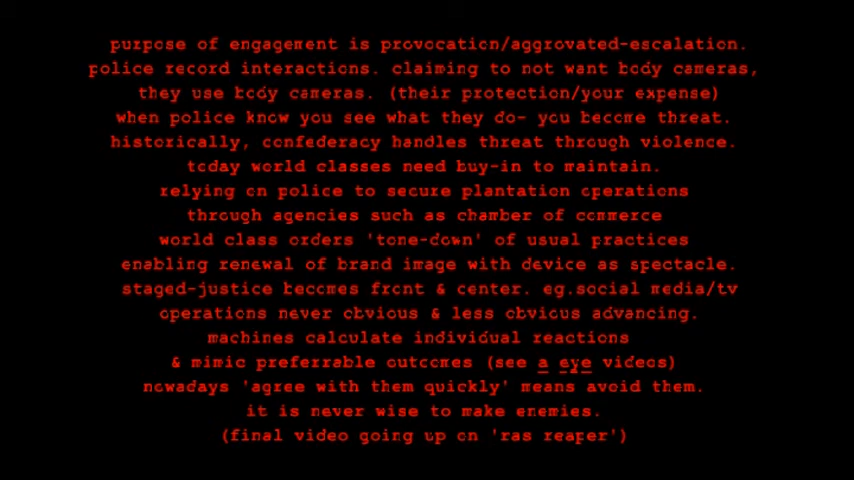 purpose of engagement is provocation/aggrovated-escalation.
police record interactions. claiming to not want body cameras,
they use body cameras. (their protection/your expense)
when police know you see what they do- you become threat.
historically, confederacy handles threat through violence.
today world classes need buy-in to maintain.
relying on police to secure plantation operations
through agencies such as chamber of commerce
world class orders 'tone-down' of usual practices
enabling renewal of brand image with device as spectacle.
staged-justice becomes front & center. eg.social media/tv
operations never obvious & less obvious advancing.
machines calculate individual reactions
& mimic preferrable outcomes (see a eye videos)
nowadays 'agree with them quickly' means avoid them.
it is never wise to make enemies.
(final video going up on 'ras reaper')